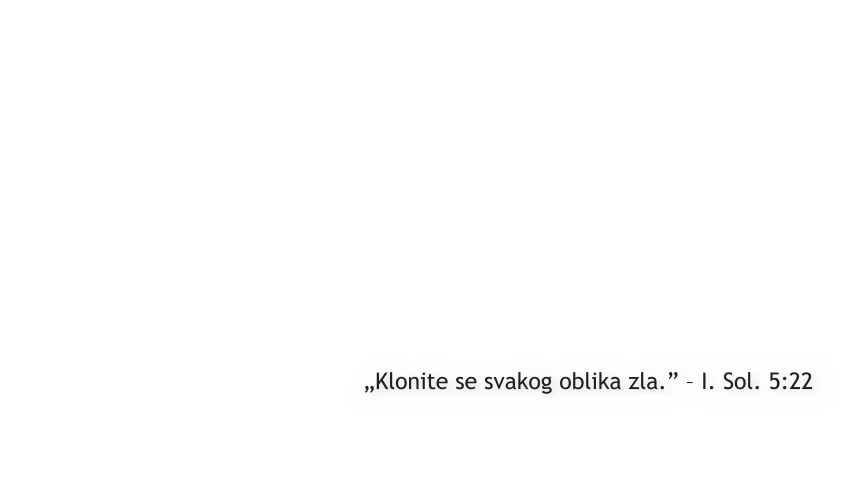 „Klonite se svakog oblika zla.” – I. Sol. 5:22